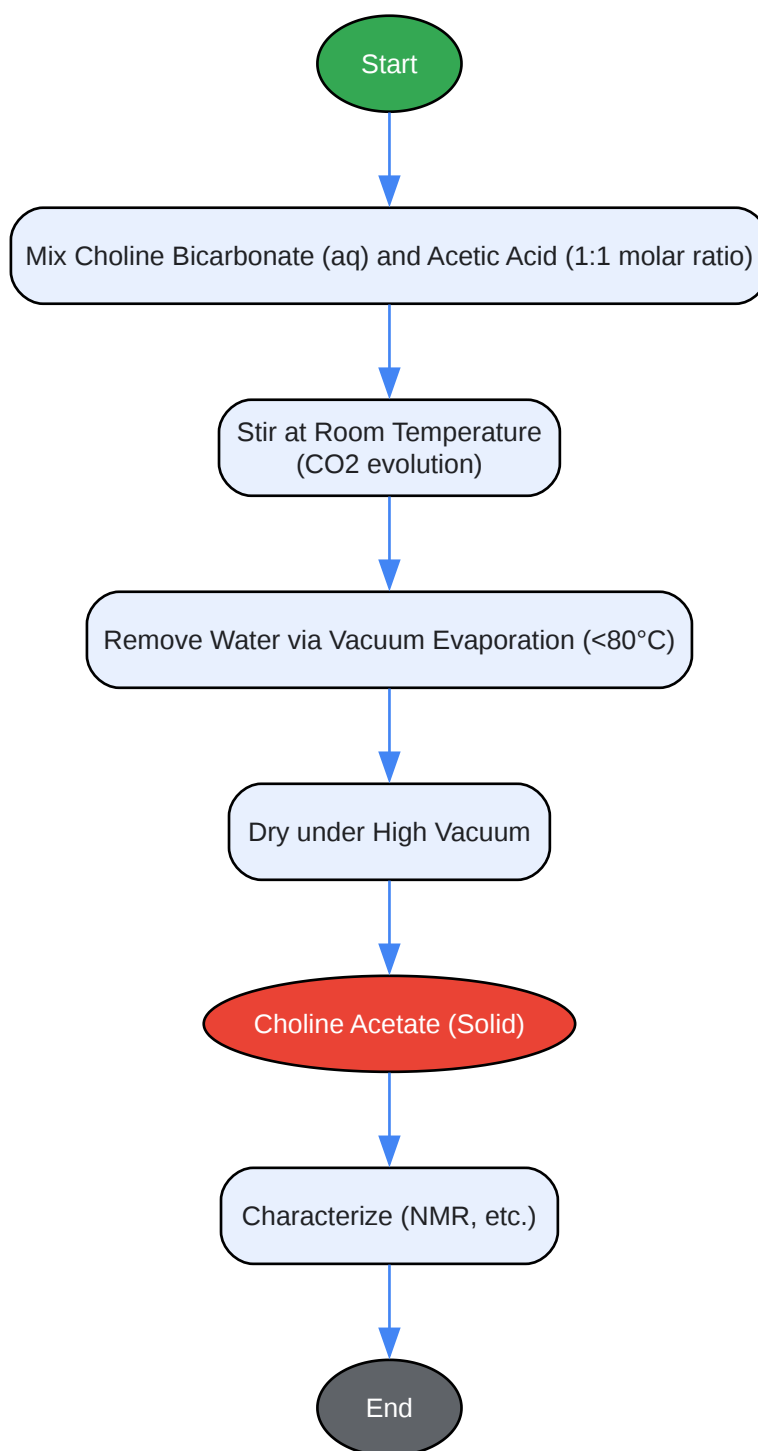 Start
Mix Choline Bicarbonate (aq) and Acetic Acid (1:1 molar ratio)
Stir at Room Temperature
(CO2 evolution)
Remove Water via Vacuum Evaporation (<80°C)
Dry under High Vacuum
Choline Acetate (Solid)
Characterize (NMR, etc.)
End